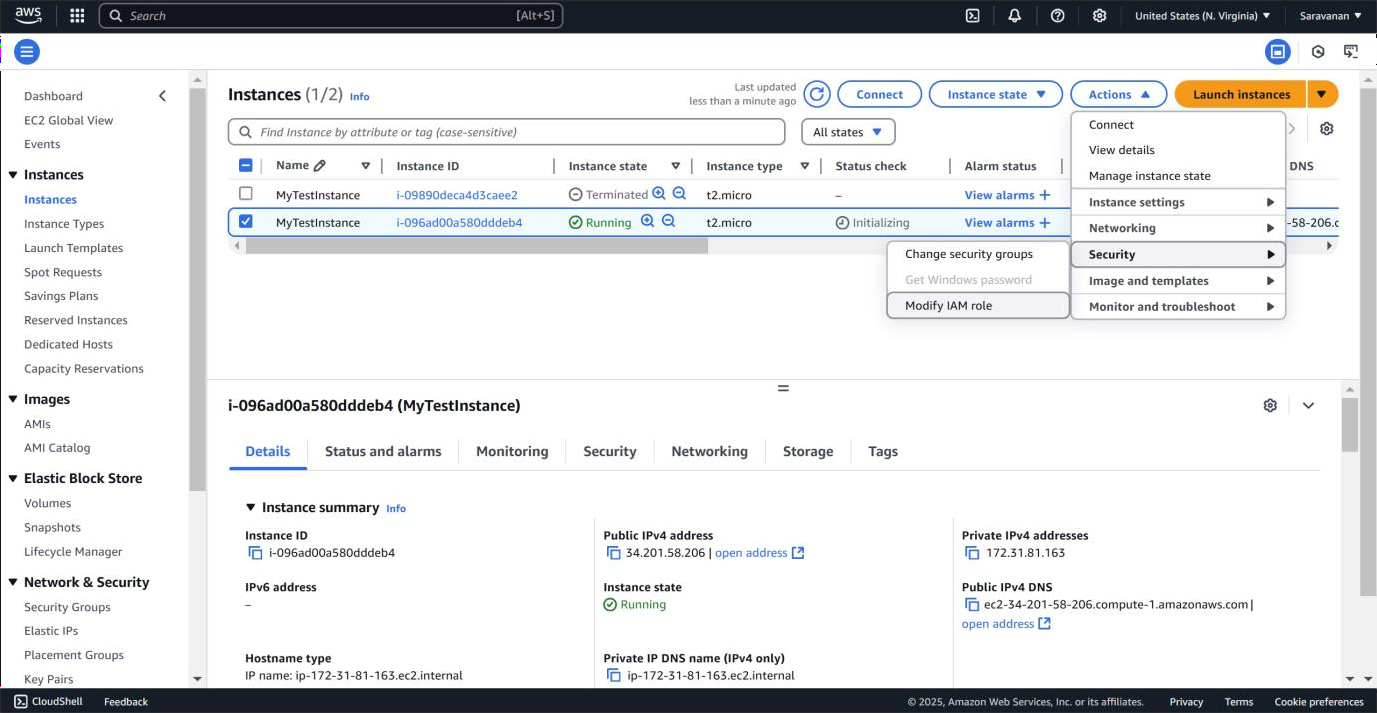 aws
Search [Alt+S]
United States (N. Virginia) Saravanan
Dashboard
EC2 Global View
Events
Instances
Instances
Instance Types
Launch Templates
Spot Requests
Savings Plans
Reserved Instances
Dedicated Hosts
Capacity Reservations
Images
AMIs
AMI Catalog
Elastic Block Store
Volumes
Snapshots
Lifecycle Manager
Network & Security
Security Groups
Elastic IPs
Placement Groups
Key Pairs
Instances (1/2) Info
Last updated
less than a minute ago
Connect
Instance state
Actions
Launch instances
Find Instance by attribute or tag (case-sensitive)
All states
Name Instance ID Instance state Instance type Status check Alarm status DNS
MyTestInstance i-09890deca4d3caee2 Terminated t2.micro – View alarms +
MyTestInstance i-096ad00a580dddeb4 Running t2.micro Initializing View alarms + -58-206.c
Connect
View details
Manage instance state
Instance settings
Networking
Security
Image and templates
Monitor and troubleshoot
Change security groups
Get Windows password
Modify IAM role
i-096ad00a580dddeb4 (MyTestInstance)
Details Status and alarms Monitoring Security Networking Storage Tags
Instance summary Info
Instance ID
i-096ad00a580dddeb4
Public IPv4 address
34.201.58.206 | open address
Private IPv4 addresses
172.31.81.163
IPv6 address
–
Instance state
Running
Public IPv4 DNS
ec2-34-201-58-206.compute-1.amazonaws.com |
open address
Hostname type
IP name: ip-172-31-81-163.ec2.internal
Private IP DNS name (IPv4 only)
ip-172-31-81-163.ec2.internal
CloudShell Feedback © 2025, Amazon Web Services, Inc. or its affiliates. Privacy Terms Cookie preferences